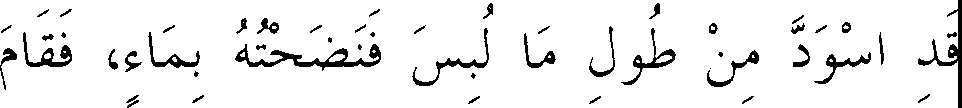 قَدِ اسْوَدَّ مِنْ طُولِ مَا لُبِسَ فَنَضَحْتُهُ بِمَاءٍ، فَقَامَ